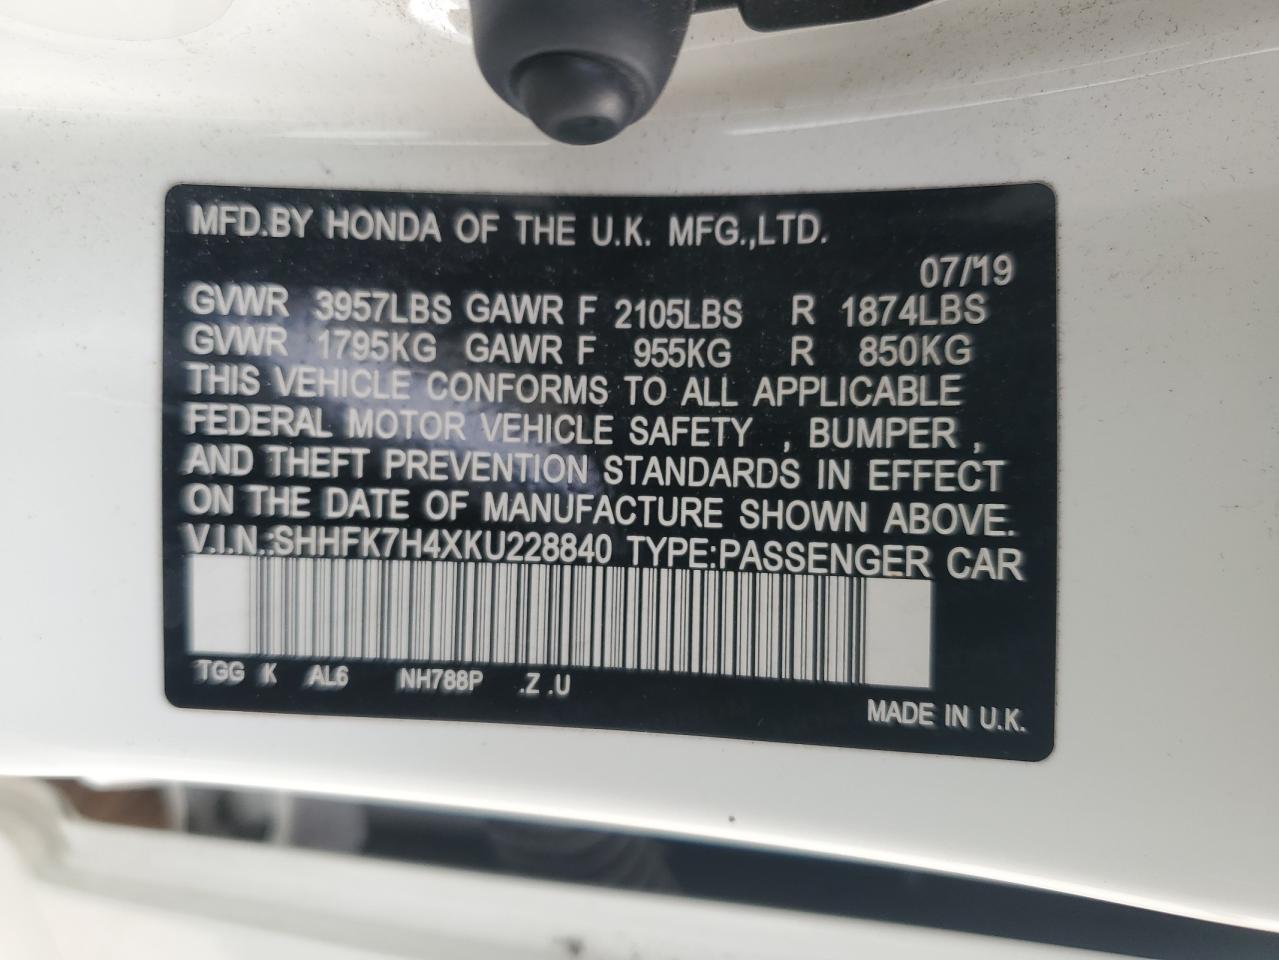 MFD.BY HONDA OF THE U.K. MFG.,LTD.
07/'19
GVWR 3957LBS GAWR F 2105LBS R 1874LBS
GVWR 1795KG GAWR F 955KG R 850KG
THIS VEHICLE CONFORMS TO ALL APPLICABLE
FEDERAL MOTOR VEHICLE SAFETY , BUMPER ,
AND THEFT PREVENTION STANDARDS IN EFFECT
ON THE DATE OF MANUFACTURE SHOWN ABOVE.
V.I.N.:SHHFK7H4XKU228840 TYPE:PASSENGER CAR
TGG K AL6 NH788P .Z .U
MADE IN U.K.